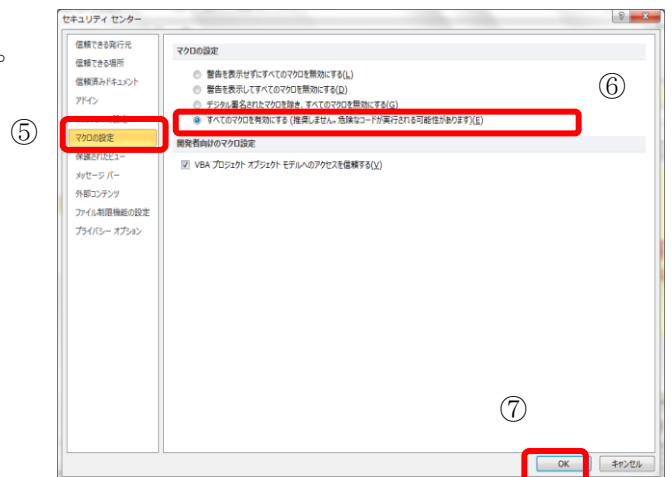 セキュリティ センター
。
信頼できる発行元
信頼できる場所
信頼済みドキュメント
アドイン
⑤
マクロの設定
保護されたビュー
メッセージ バー
外部コンテンツ
ファイル制限機能の設定
プライバシー オプション
マクロの設定
警告を表示せずにすべてのマクロを無効にする(L)
警告を表示してすべてのマクロを無効にする(D)
デジタル署名されたマクロを除き、すべてのマクロを無効にする(G)
すべてのマクロを有効にする (推奨しません。危険なコードが実行される可能性があります)(E)
⑥
開発者向けのマクロ設定
VBA プロジェクト オブジェクト モデルへのアクセスを信頼する(V)
⑦
OK
キャンセル